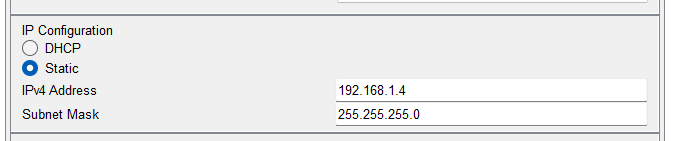 IP Configuration
DHCP
Static
IPv4 Address 192.168.1.4
Subnet Mask 255.255.255.0